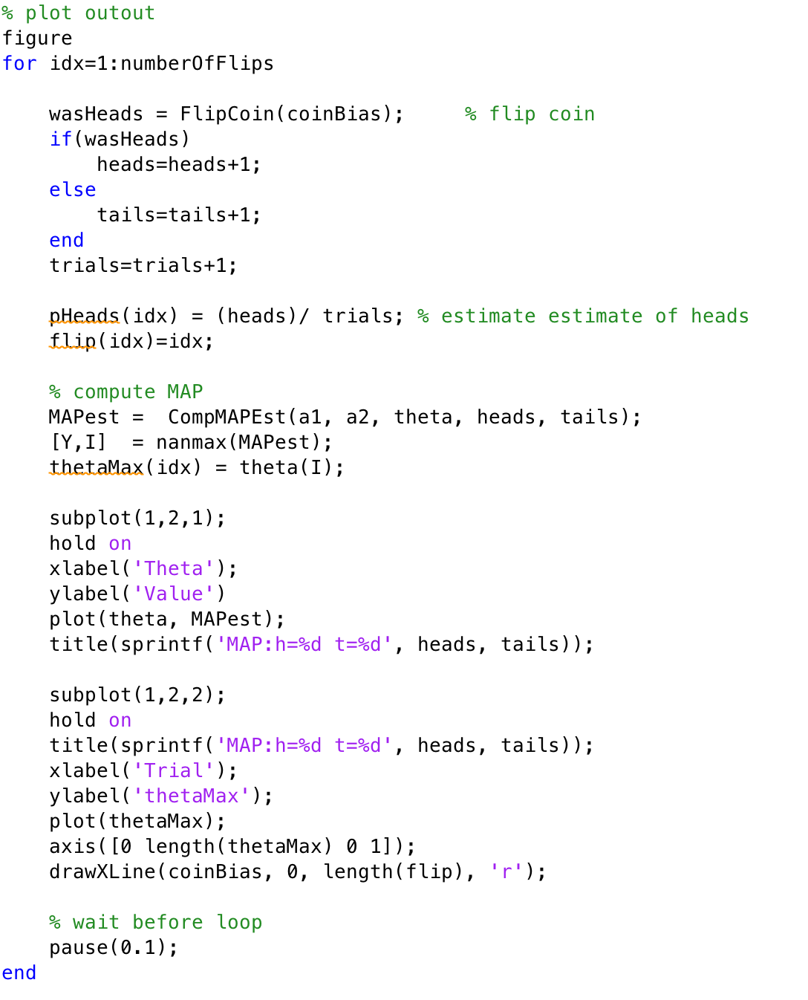 % plot outout
figure
for idx=1:numberOfFlips
    wasHeads = FlipCoin(coinBias);     % flip coin
    if(wasHeads)
        heads=heads+1;
    else
        tails=tails+1;
    end
    trials=trials+1;
    pHeads(idx) = (heads)/ trials; % estimate estimate of heads
    flip(idx)=idx;
    % compute MAP
    MAPest =  CompMAPEst(a1, a2, theta, heads, tails);
    [Y,I]  = nanmax(MAPest);
    thetaMax(idx) = theta(I);
    subplot(1,2,1);
    hold on
    xlabel('Theta');
    ylabel('Value')
    plot(theta, MAPest);
    title(sprintf('MAP:h=%d t=%d', heads, tails));
    subplot(1,2,2);
    hold on
    title(sprintf('MAP:h=%d t=%d', heads, tails));
    xlabel('Trial');
    ylabel('thetaMax');
    plot(thetaMax);
    axis([0 length(thetaMax) 0 1]);
    drawXLine(coinBias, 0, length(flip), 'r');
    % wait before loop
    pause(0.1);
end